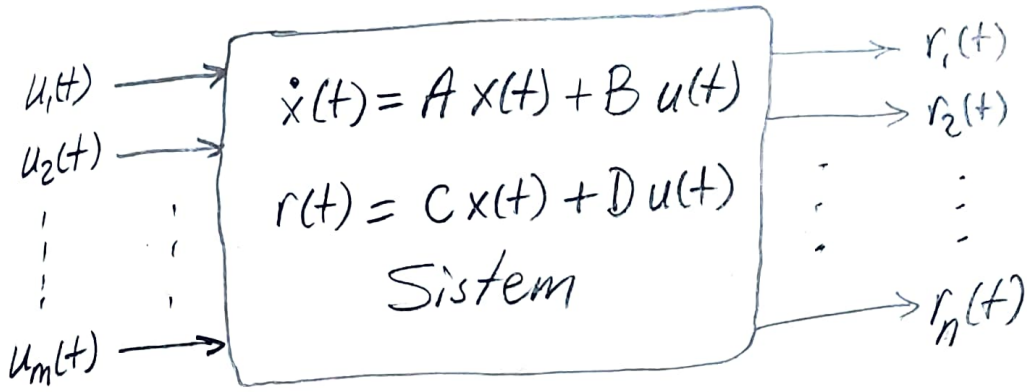 u₁(t)
u₂(t)
uₘ(t)
ẋ(t) = A x(t) + B u(t)
r(t) = C x(t) + D u(t)
Sistem
r₁(t)
r₂(t)
rₙ(t)